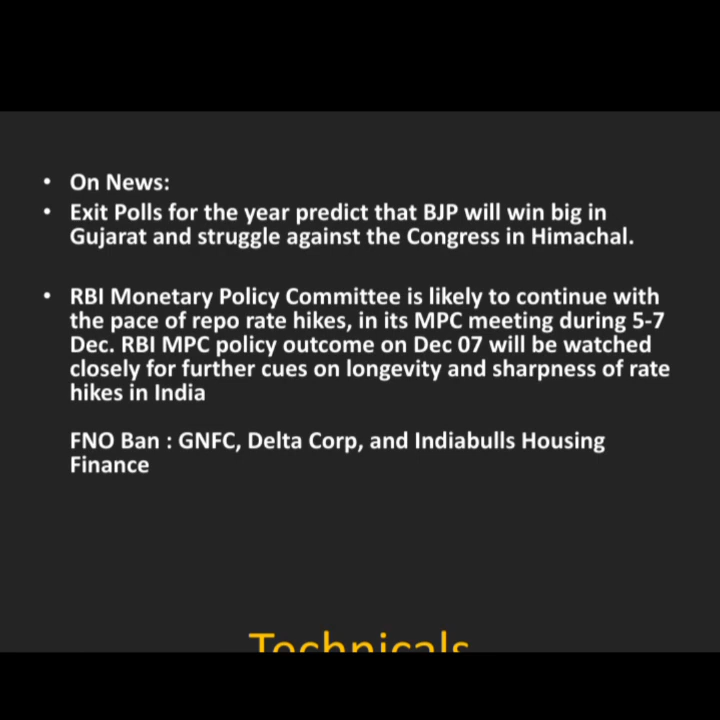 • On News:
• Exit Polls for the year predict that BJP will win big in
Gujarat and struggle against the Congress in Himachal.
• RBI Monetary Policy Committee is likely to continue with
the pace of repo rate hikes, in its MPC meeting during 5-7
Dec. RBI MPC policy outcome on Dec 07 will be watched
closely for further cues on longevity and sharpness of rate
hikes in India
FNO Ban : GNFC, Delta Corp, and Indiabulls Housing
Finance
Technicals